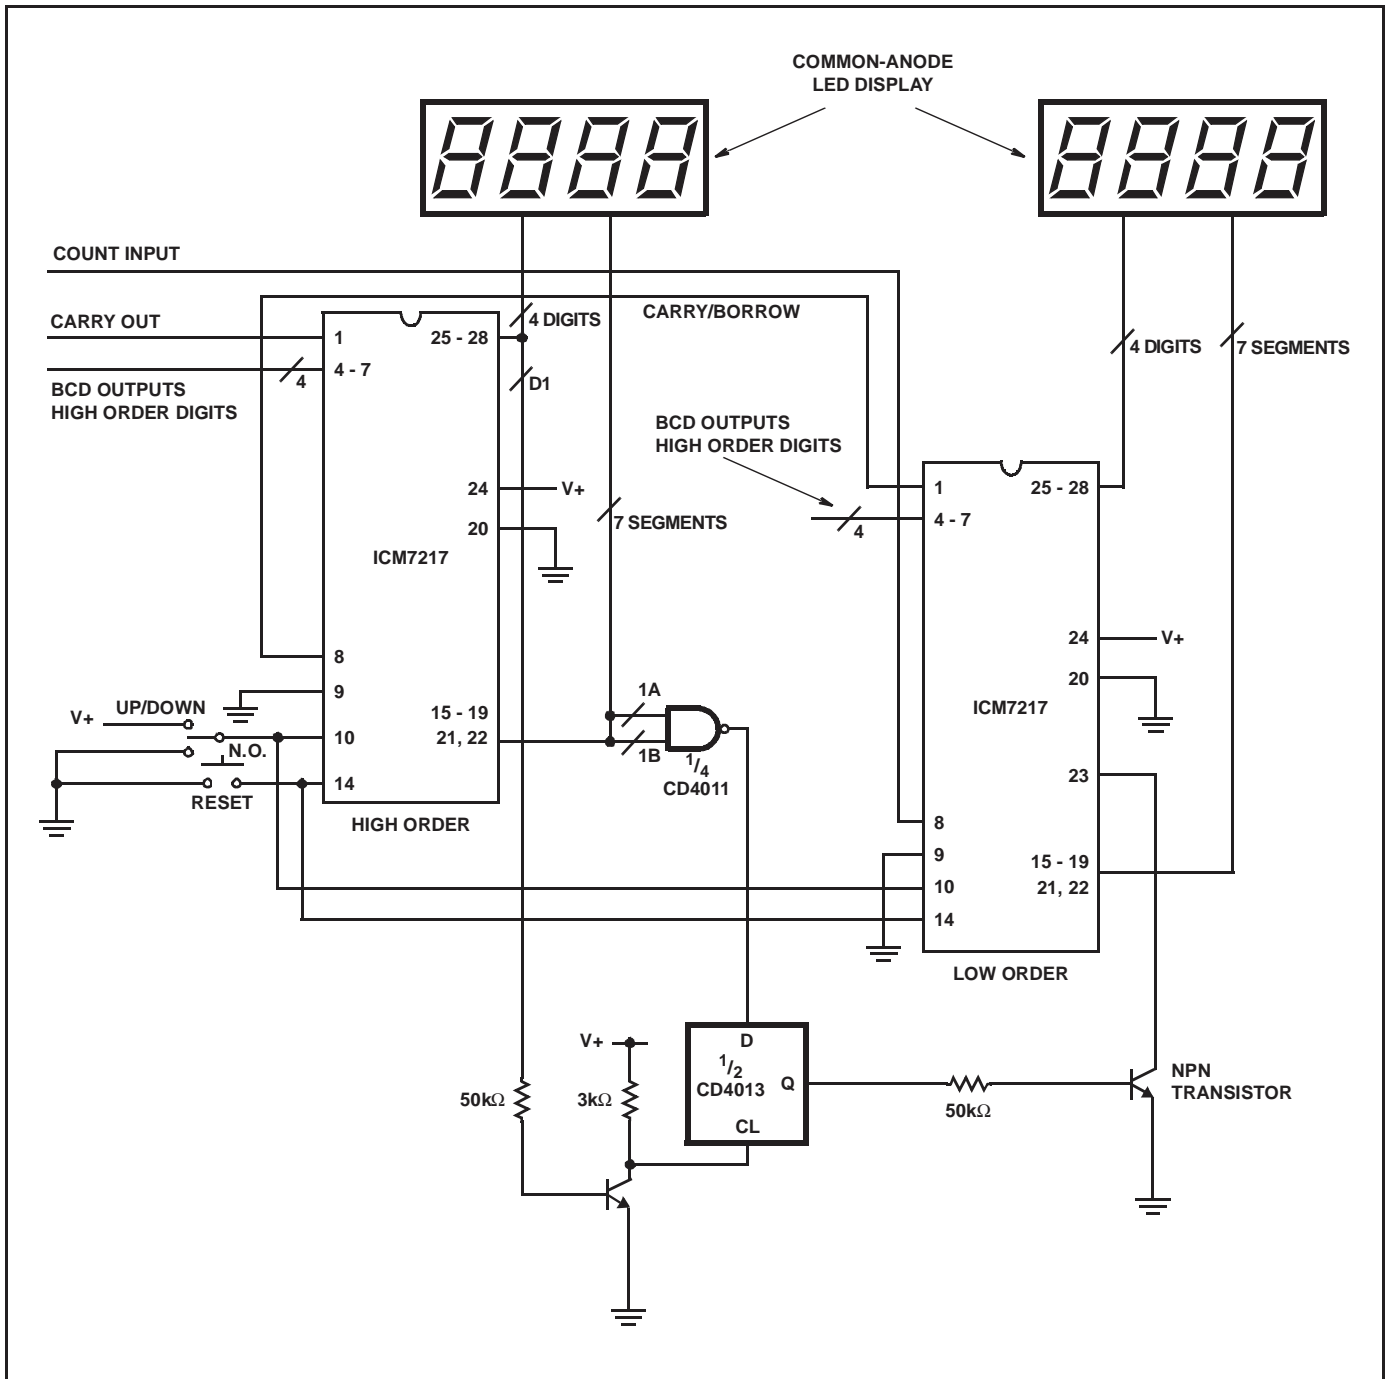 COMMON-ANODE
LED DISPLAY
COUNT INPUT
CARRY OUT
BCD OUTPUTS
HIGH ORDER DIGITS
4
1
4 - 7
25 - 28
4 DIGITS
D1
CARRY/BORROW
24
V+
20
ICM7217
7 SEGMENTS
8
9
10
14
15 - 19
21, 22
V+
UP/DOWN
N.O.
RESET
HIGH ORDER
1A
1B
1/4
CD4011
BCD OUTPUTS
HIGH ORDER DIGITS
4
4 DIGITS
7 SEGMENTS
1
4 - 7
25 - 28
24
V+
20
ICM7217
23
8
9
10
14
15 - 19
21, 22
LOW ORDER
V+
50kΩ
3kΩ
D
1/2
CD4013
Q
CL
50kΩ
NPN
TRANSISTOR